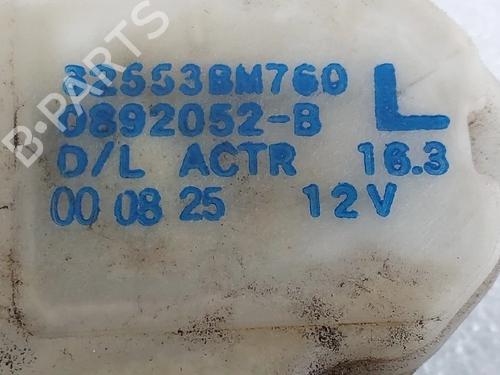 82553BM760
0892052-B L
D/L ACTR 16.3
00 08 25 12V
B-PARTS